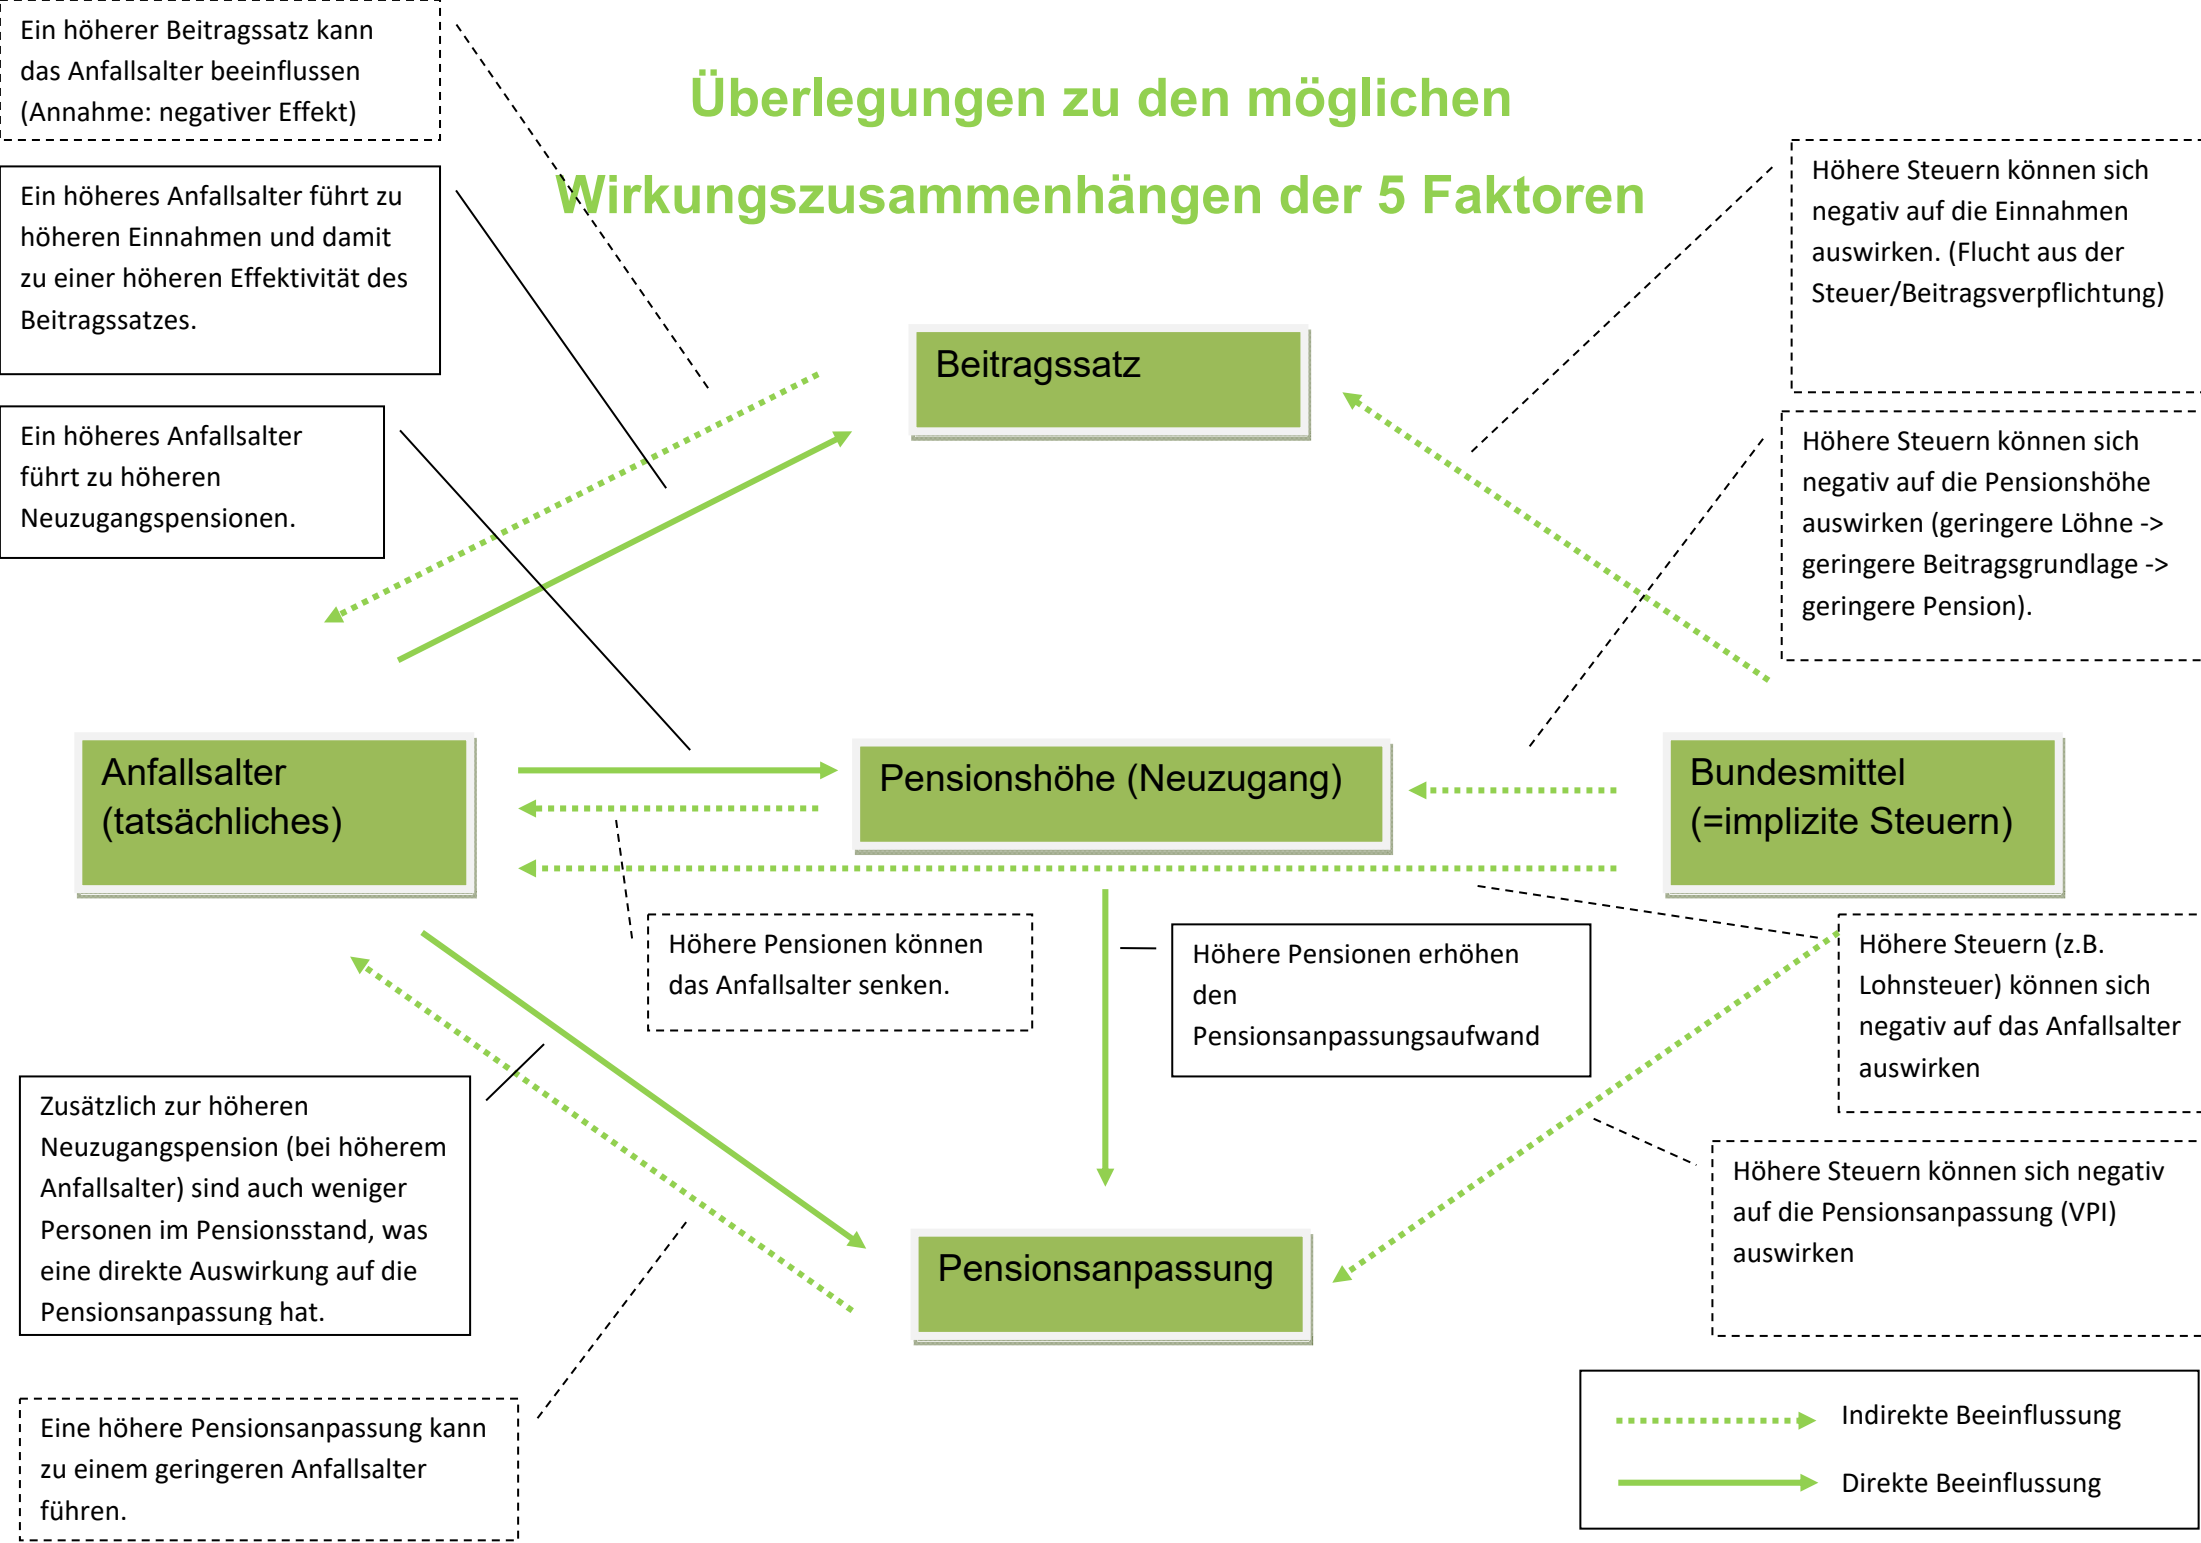 Ein höherer Beitragssatz kann
das Anfallsalter beeinflussen
(Annahme: negativer Effekt)
Überlegungen zu den möglichen
Wirkungszusammenhängen der 5 Faktoren
Ein höheres Anfallsalter führt zu
höheren Einnahmen und damit
zu einer höheren Effektivität des
Beitragssatzes.
Höhere Steuern können sich
negativ auf die Einnahmen
auswirken. (Flucht aus der
Steuer/Beitragsverpflichtung)
Beitragssatz
Ein höheres Anfallsalter
führt zu höheren
Neuzugangspensionen.
Höhere Steuern können sich
negativ auf die Pensionshöhe
auswirken (geringere Löhne ->
geringere Beitragsgrundlage ->
geringere Pension).
Anfallsalter
(tatsächliches)
Pensionshöhe (Neuzugang)
Bundesmittel
(=implizite Steuern)
Höhere Pensionen können
das Anfallsalter senken.
Höhere Pensionen erhöhen
den
Pensionsanpassungsaufwand
Höhere Steuern (z.B.
Lohnsteuer) können sich
negativ auf das Anfallsalter
auswirken
Zusätzlich zur höheren
Neuzugangspension (bei höherem
Anfallsalter) sind auch weniger
Personen im Pensionsstand, was
eine direkte Auswirkung auf die
Pensionsanpassung hat.
Höhere Steuern können sich negativ
auf die Pensionsanpassung (VPI)
auswirken
Pensionsanpassung
Eine höhere Pensionsanpassung kann
zu einem geringeren Anfallsalter
führen.
Indirekte Beeinflussung
Direkte Beeinflussung